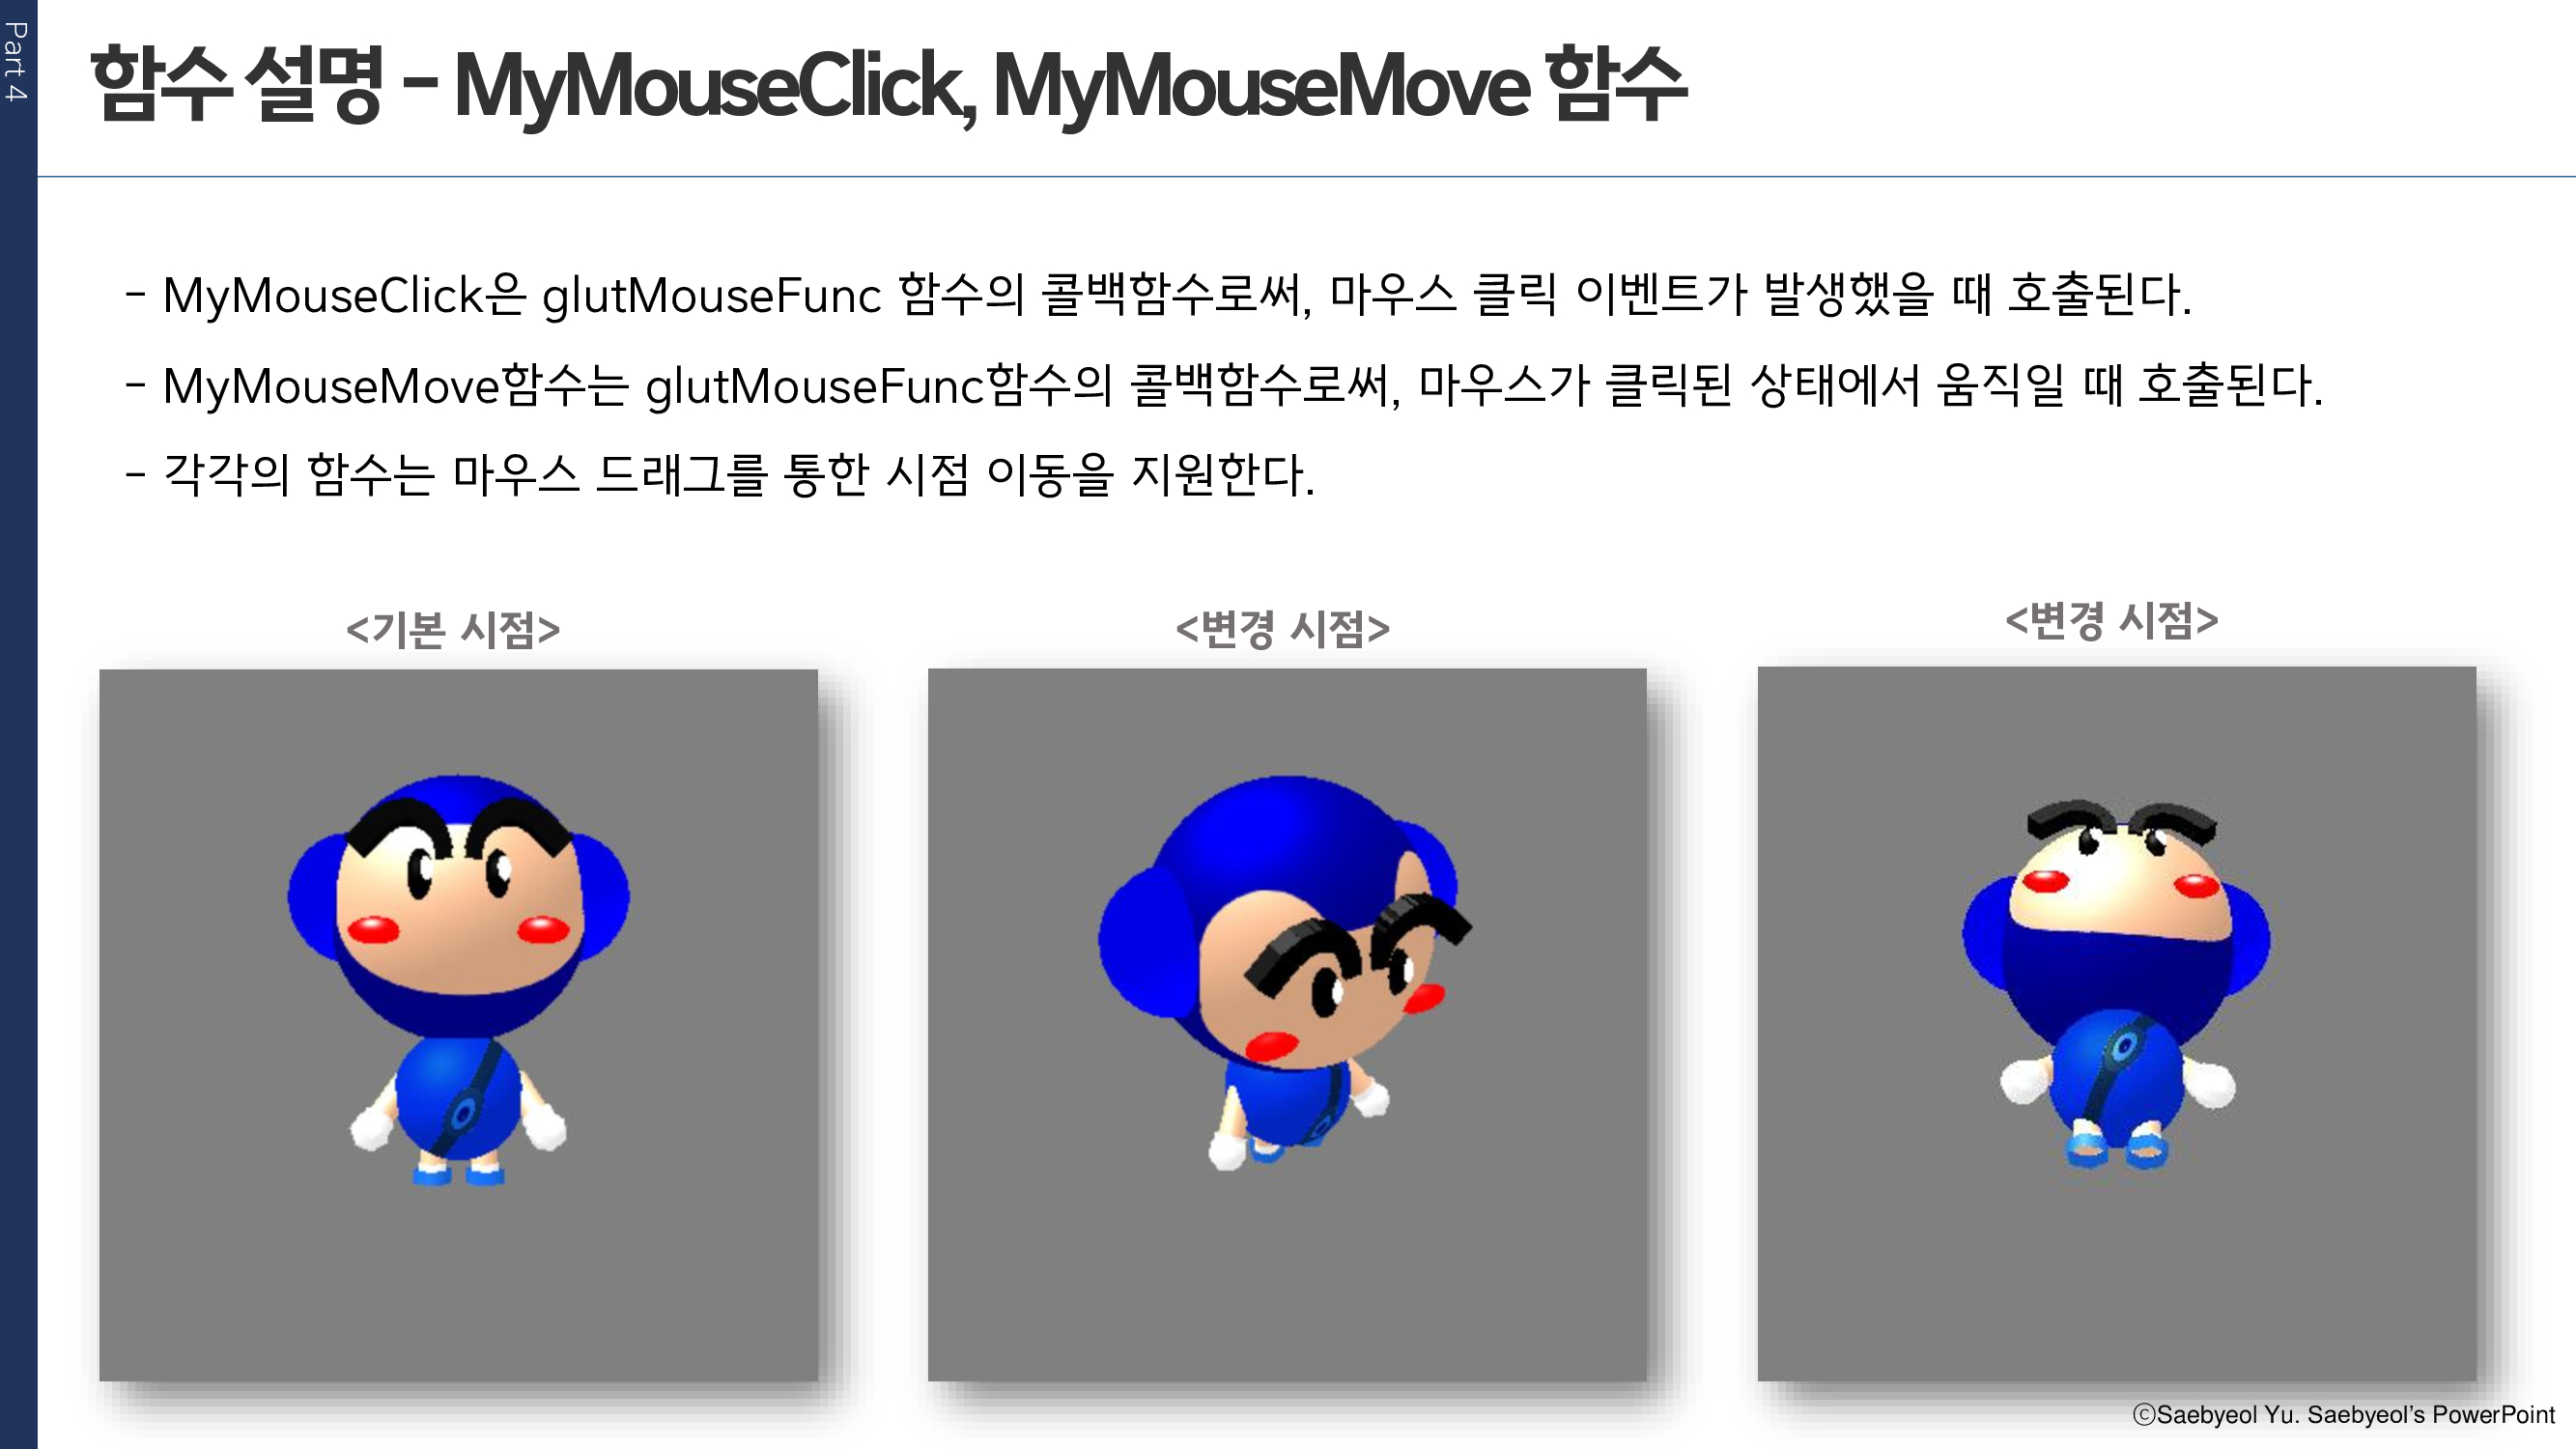 Part 4
함수 설명 - MyMouseClick, MyMouseMove 함수
- MyMouseClick은 glutMouseFunc 함수의 콜백함수로써, 마우스 클릭 이벤트가 발생했을 때 호출된다.
- MyMouseMove함수는 glutMouseFunc함수의 콜백함수로써, 마우스가 클릭된 상태에서 움직일 때 호출된다.
- 각각의 함수는 마우스 드래그를 통한 시점 이동을 지원한다.
<기본 시점>
<변경 시점>
<변경 시점>
ⓒSaebyeol Yu. Saebyeol’s PowerPoint